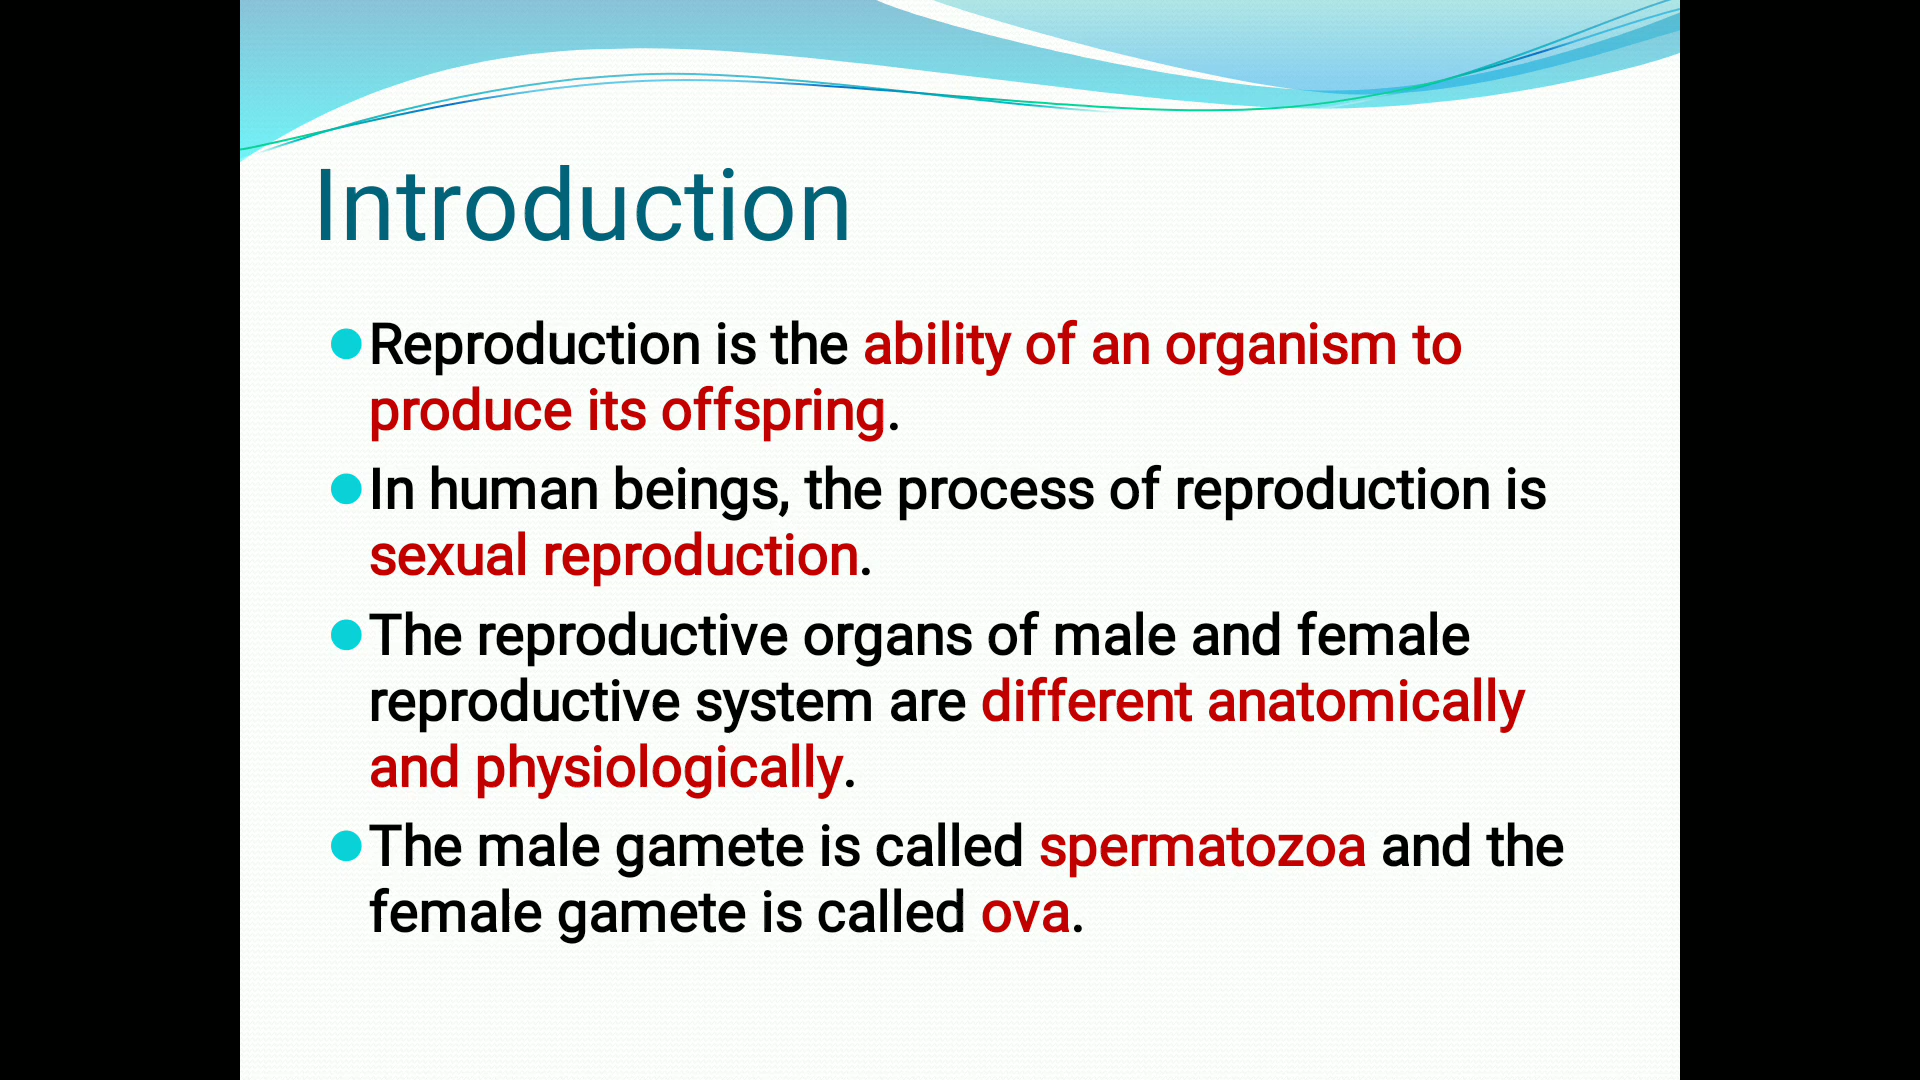 Introduction
Reproduction is the ability of an organism to
produce its offspring.
In human beings, the process of reproduction is
sexual reproduction.
The reproductive organs of male and female
reproductive system are different anatomically
and physiologically.
The male gamete is called spermatozoa and the
female gamete is called ova.